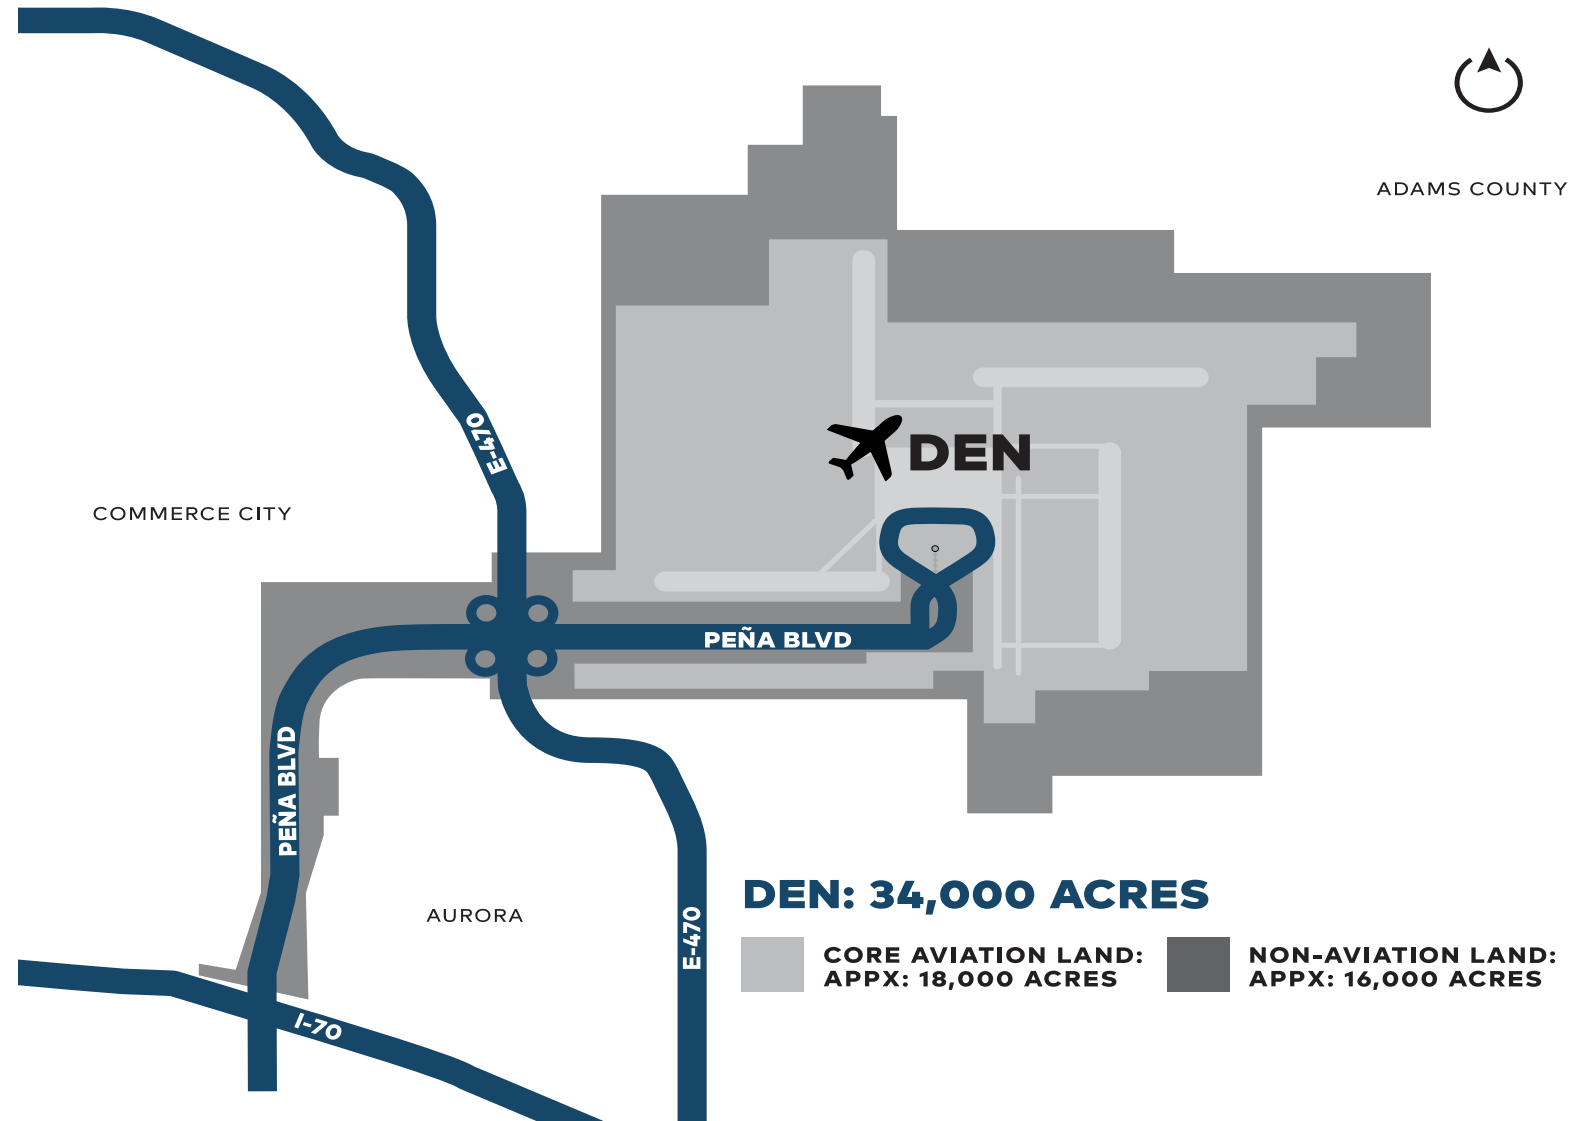 ADAMS COUNTY
E-470
DEN
COMMERCE CITY
PEÑA BLVD
PEÑA BLVD
AURORA
E-470
I-70
DEN: 34,000 ACRES
CORE AVIATION LAND:
APPX: 18,000 ACRES
NON-AVIATION LAND:
APPX: 16,000 ACRES